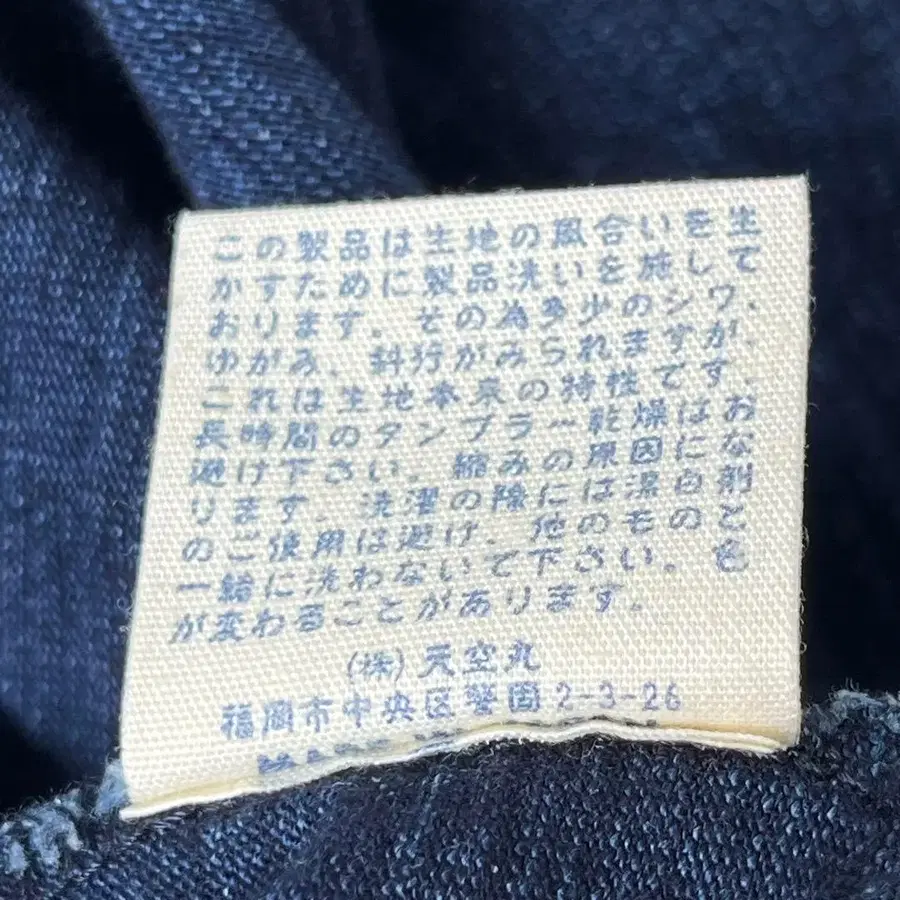 この製品は生地の風合いを生
かすために製品洗いを施して
おります。その為多少のシワ、
ゆがみ、斜行がみられますが、
これは生地本来の特性です。
長時間のタンブラー乾燥はお
避け下さい。縮みの原因にな
ります。洗濯の際には漂白剤
のご使用は避け、他のものと
一緒に洗わないで下さい。色
が変わることがあります。
(株)天空丸
福岡市中央区警固2-3-26